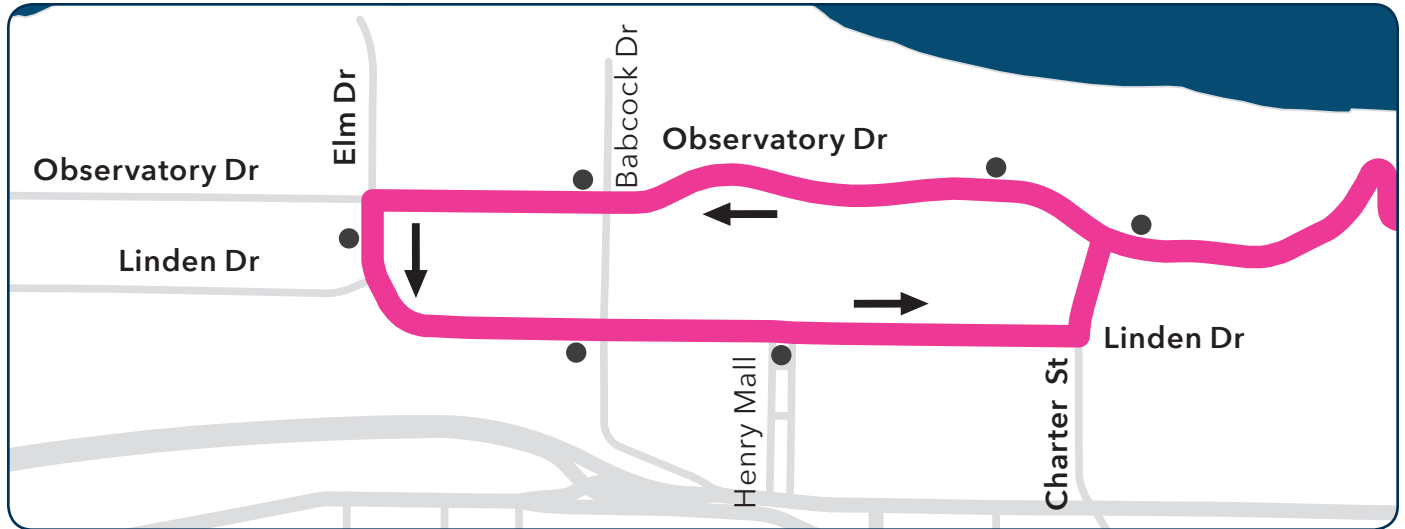 Elm Dr
Babcock Dr
Observatory Dr
Observatory Dr
Linden Dr
Linden Dr
Henry Mall
Charter St